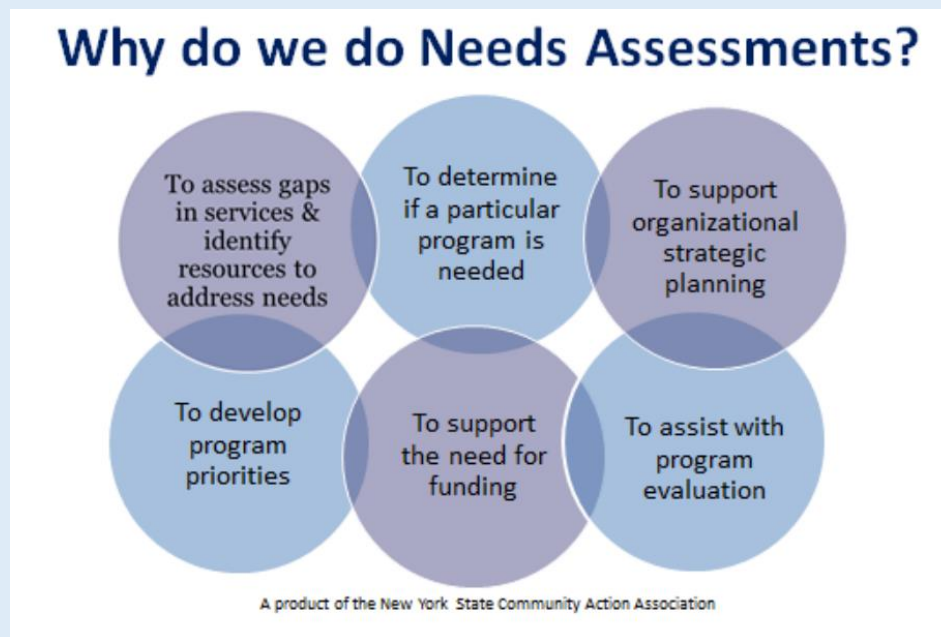 Why do we do Needs Assessments?
To assess gaps
in services &
identify
resources to
address needs
To determine
if a particular
program is
needed
To support
organizational
strategic
planning
To develop
program
priorities
To support
the need for
funding
To assist with
program
evaluation
A product of the New York State Community Action Association